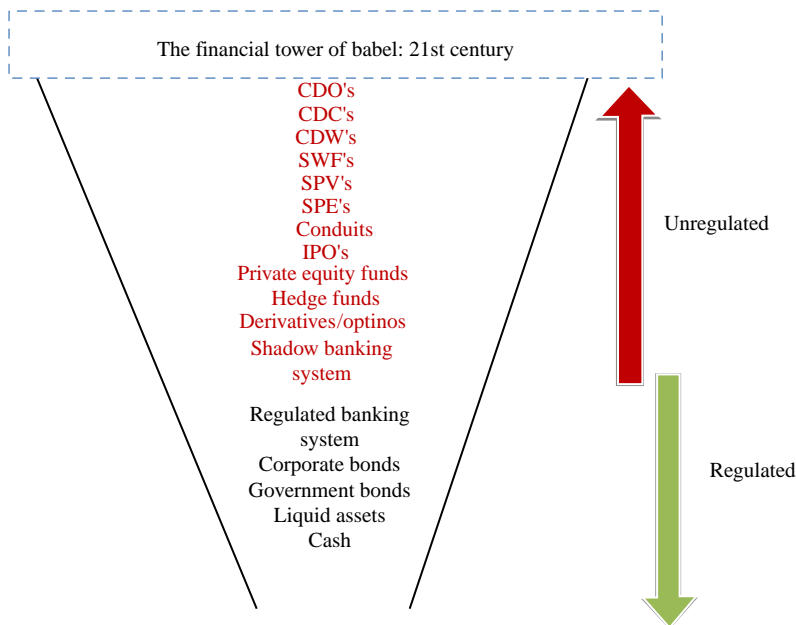 The financial tower of babel: 21st century
CDO's
CDC's
CDW's
SWF's
SPV's
SPE's
Conduits
IPO's
Private equity funds
Hedge funds
Derivatives/optinos
Shadow banking
system
Unregulated
Regulated banking
system
Corporate bonds
Government bonds
Liquid assets
Cash
Regulated